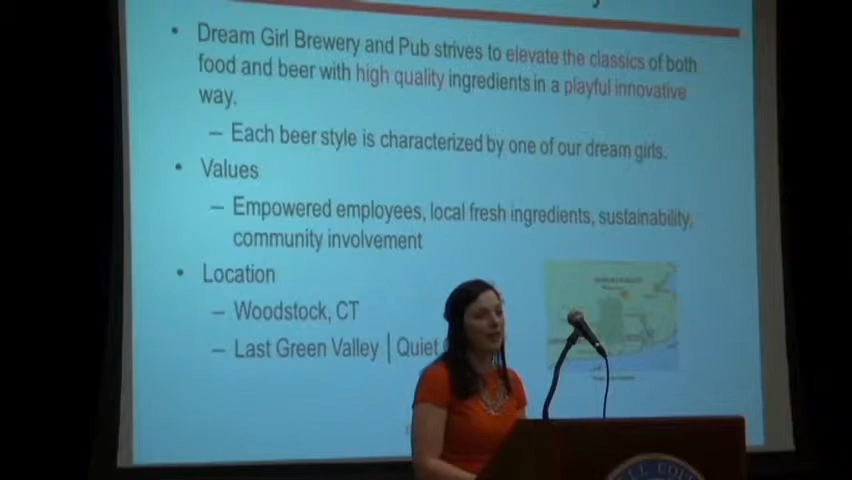 • Dream Girl Brewery and Pub strives to elevate the classics of both
food and beer with high quality ingredients in a playful innovative
way.
– Each beer style is characterized by one of our dream girls.
• Values
– Empowered employees, local fresh ingredients, sustainability,
community involvement
• Location
– Woodstock, CT
– Last Green Valley | Quiet